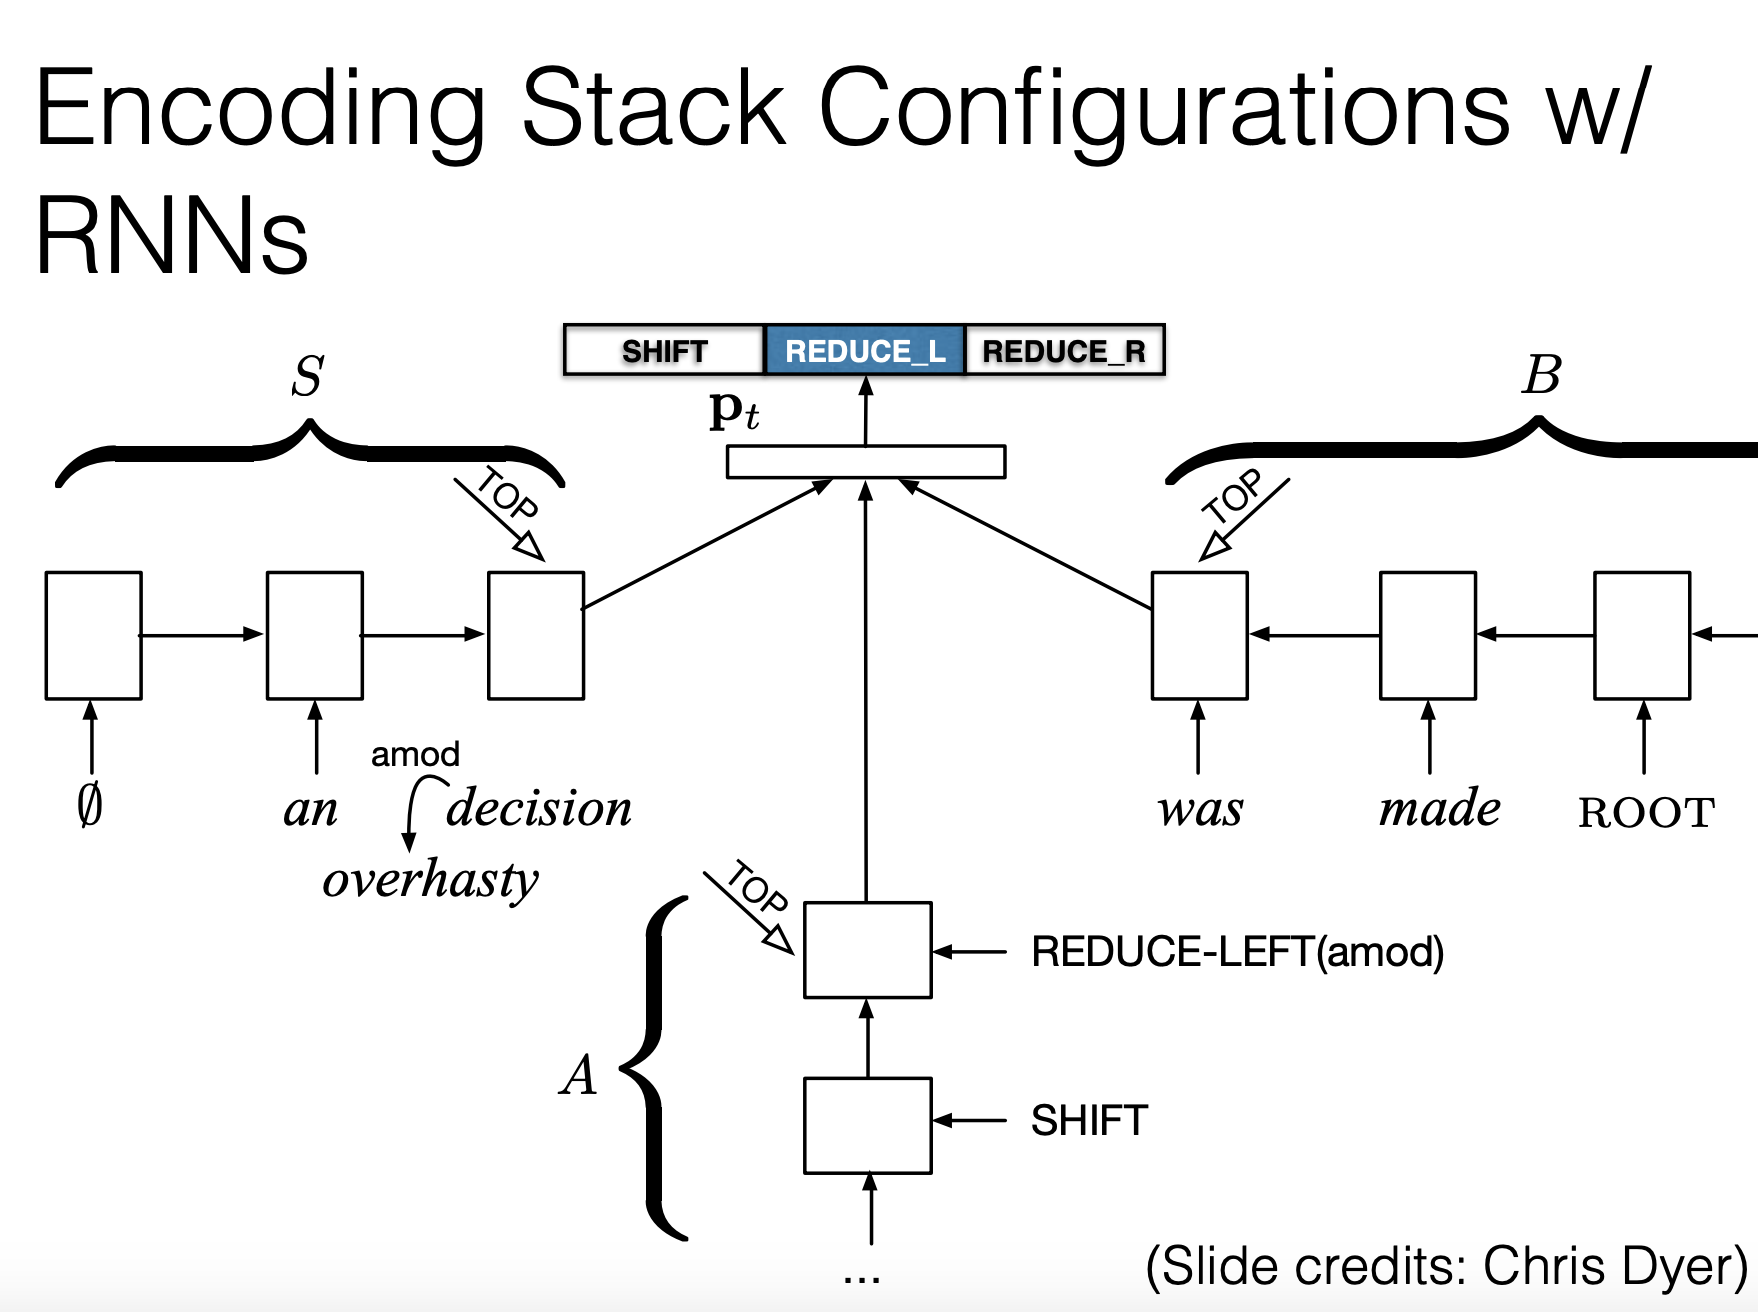 Encoding Stack Configurations w/
RNNs
SHIFT REDUCE_L REDUCE_R
S
p_t
B
TOP
TOP
amod
∅ an decision was made ROOT
overhasty
TOP
A
REDUCE-LEFT(amod)
SHIFT
...
(Slide credits: Chris Dyer)